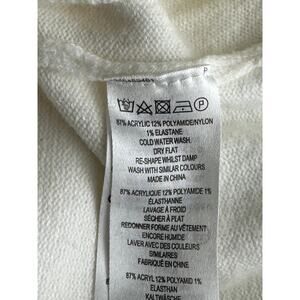 P
87% ACRYLIC 12% POLYAMIDE/NYLON
1% ELASTANE
COLD WATER WASH
DRY FLAT
RE-SHAPE WHILST DAMP
WASH WITH SIMILAR COLOURS
MADE IN CHINA
87% ACRYLIQUE 12% POLYAMIDE 1%
ÉLASTHANNE
LAVAGE À FROID
SÉCHAGE À PLAT
REDONNER FORME AU VÊTEMENT
ENCORE HUMIDE
LAVER AVEC DES COULEURS
SIMILAIRES
FABRIQUÉ EN CHINE
87% ACRYL 12% POLYAMID 1%
ELASTHAN
KALTWÄSCHE